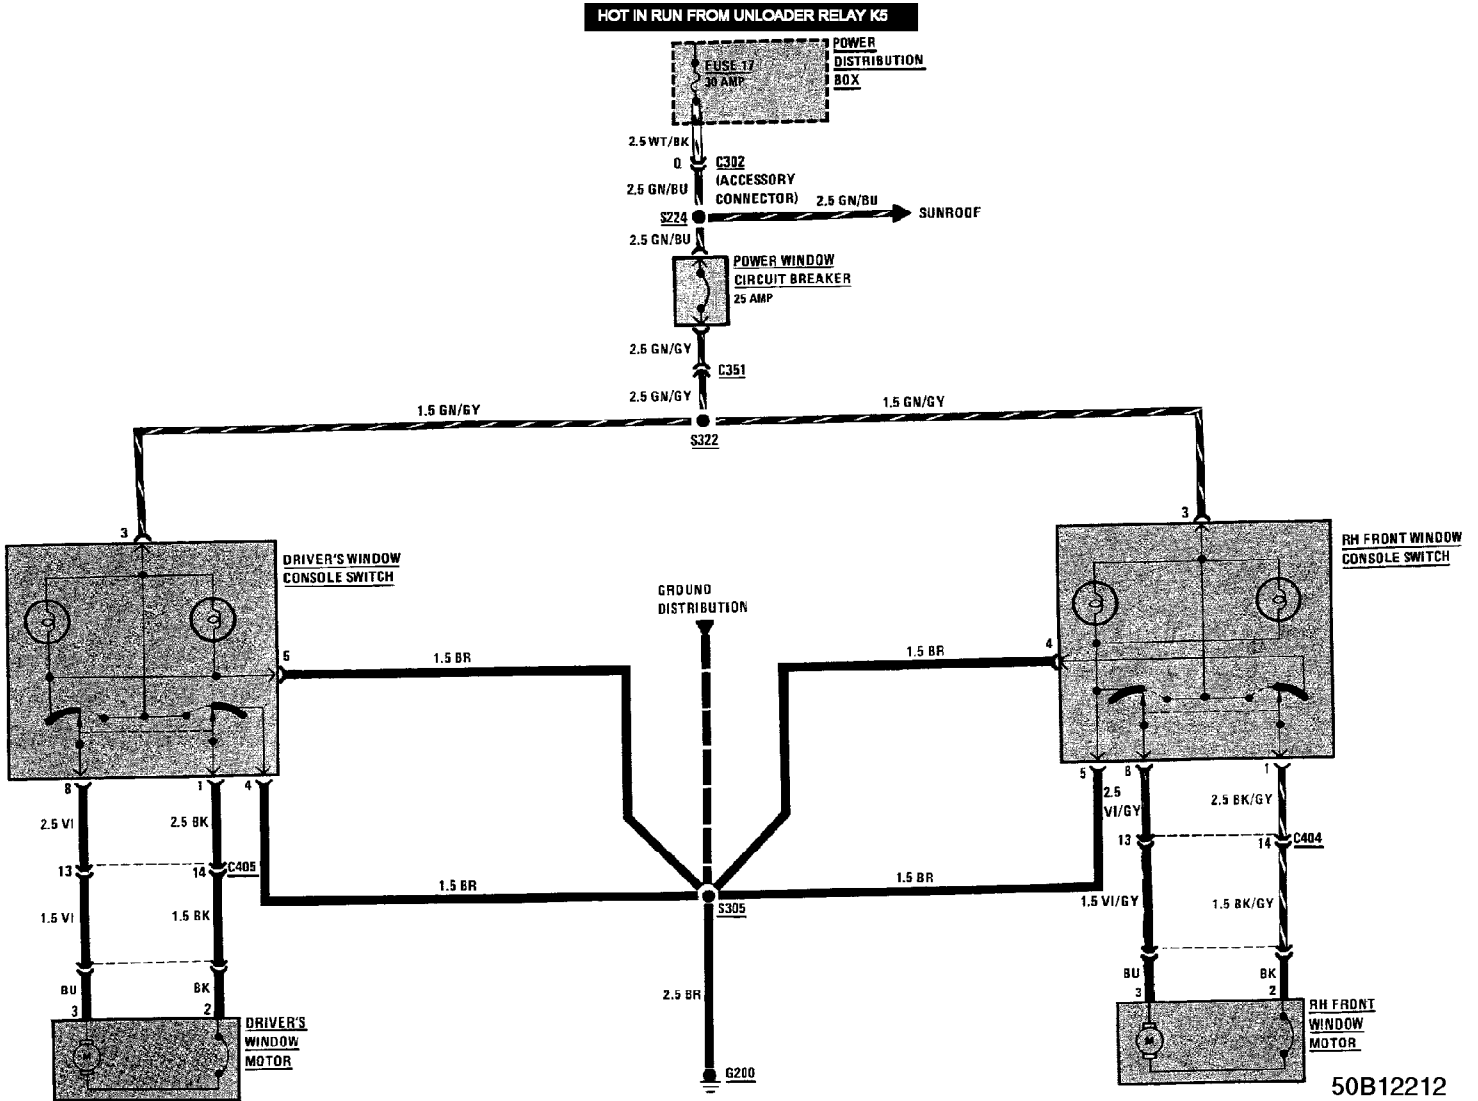 HOT IN RUN FROM UNLOADER RELAY K5
POWER
DISTRIBUTION
BOX
FUSE 17
30 AMP
2.5 WT/BK
Q
C302
(ACCESSORY
CONNECTOR)
2.5 GN/BU
2.5 GN/BU
SUNROOF
S224
2.5 GN/BU
POWER WINDOW
CIRCUIT BREAKER
25 AMP
2.5 GN/GY
C351
2.5 GN/GY
1.5 GN/GY
1.5 GN/GY
S322
3
3
DRIVER'S WINDOW
CONSOLE SWITCH
RH FRONT WINDOW
CONSOLE SWITCH
GROUND
DISTRIBUTION
5
1.5 BR
1.5 BR
4
8
1
4
5
8
1
2.5 VI
2.5 BK
2.5
VI/GY
2.5 BK/GY
13
14
C405
13
14
C404
1.5 BR
1.5 BR
S305
1.5 VI
1.5 BK
1.5 VI/GY
1.5 BK/GY
BU
BK
2.5 BR
BU
BK
3
2
3
2
DRIVER'S
WINDOW
MOTOR
M
G200
RH FRONT
WINDOW
MOTOR
M
50B12212